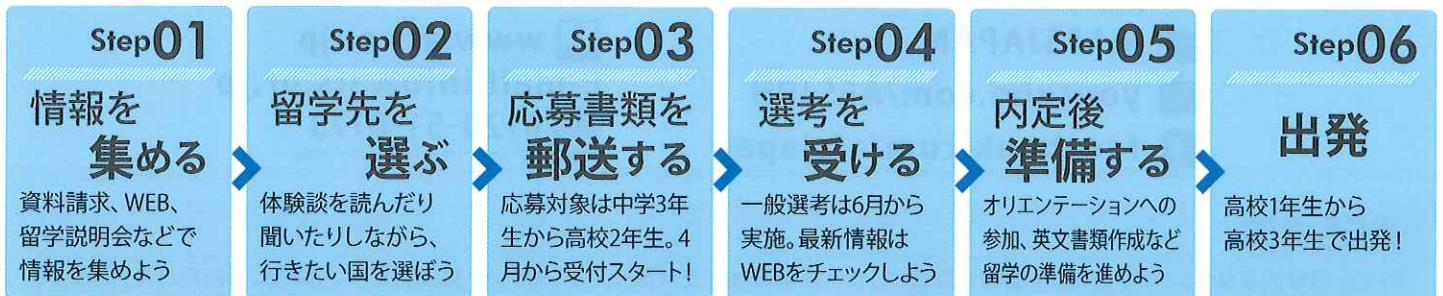 Step01
情報を
集める
資料請求、WEB、
留学説明会などで
情報を集めよう
Step02
留学先を
選ぶ
体験談を読んだり
聞いたりしながら、
行きたい国を選ぼう
Step03
応募書類を
郵送する
応募対象は中学3年
生から高校2年生。4
月から受付スタート!
Step04
選考を
受ける
一般選考は6月から
実施。最新情報は
WEBをチェックしよう
Step05
内定後
準備する
オリエンテーションへの
参加、英文書類作成など
留学の準備を進めよう
Step06
出発
高校1年生から
高校3年生で出発!